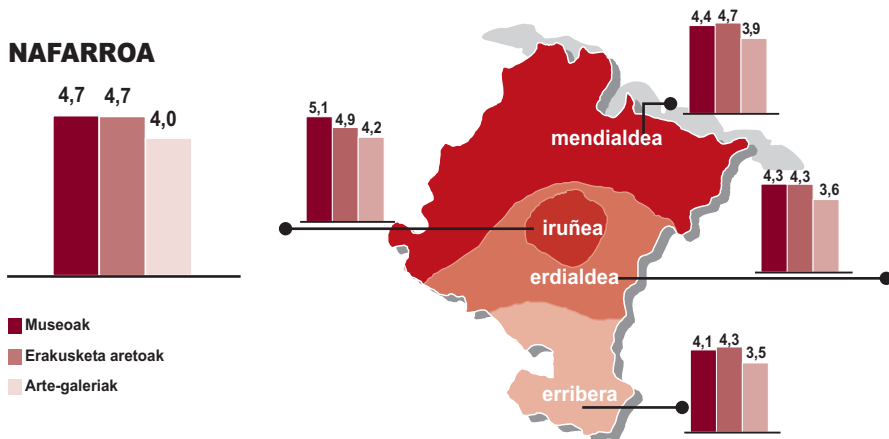 NAFARROA
4,7 4,7 4,0
Museoak
Erakusketa aretoak
Arte-galeriak
5,1 4,9 4,2
iruñea
4,4 4,7 3,9
mendialdea
4,3 4,3 3,6
erdialdea
4,1 4,3 3,5
erribera